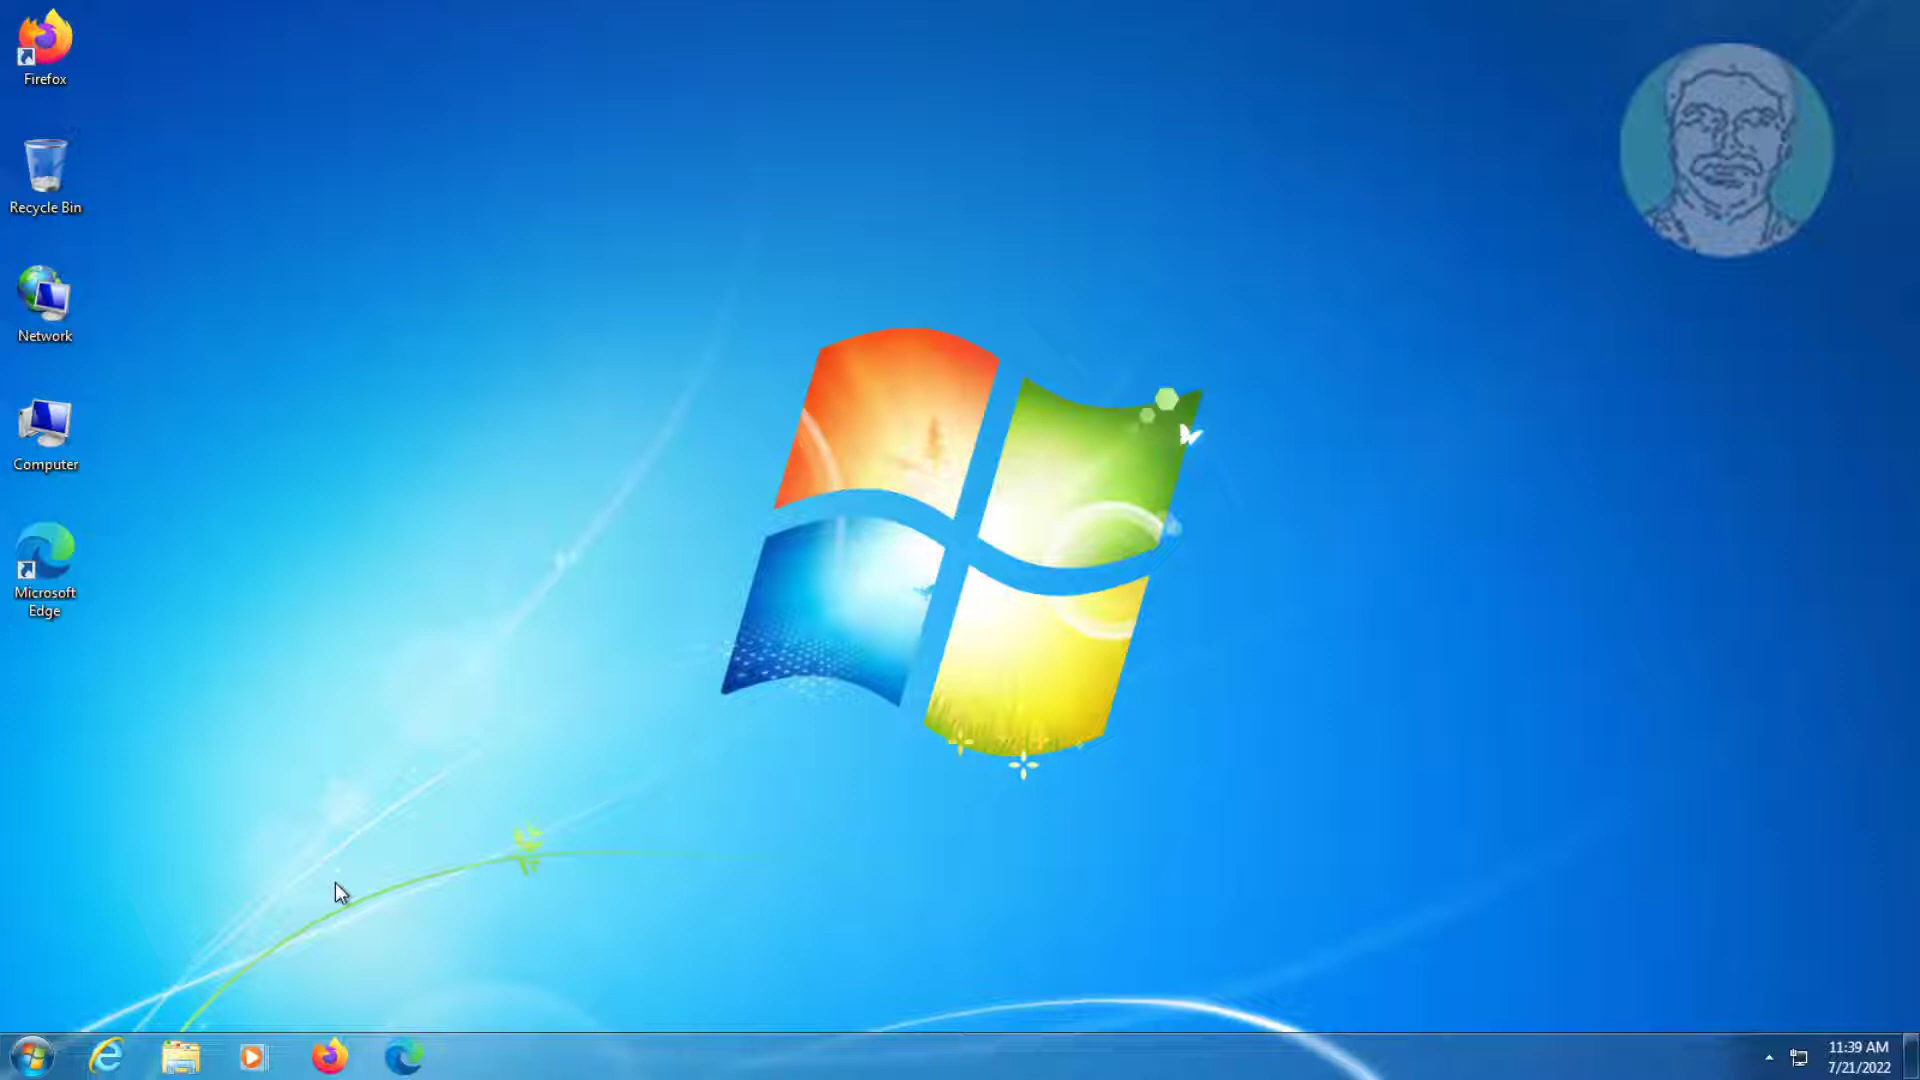 Firefox
Recycle Bin
Network
Computer
Microsoft
Edge
11:39 AM
7/21/2022